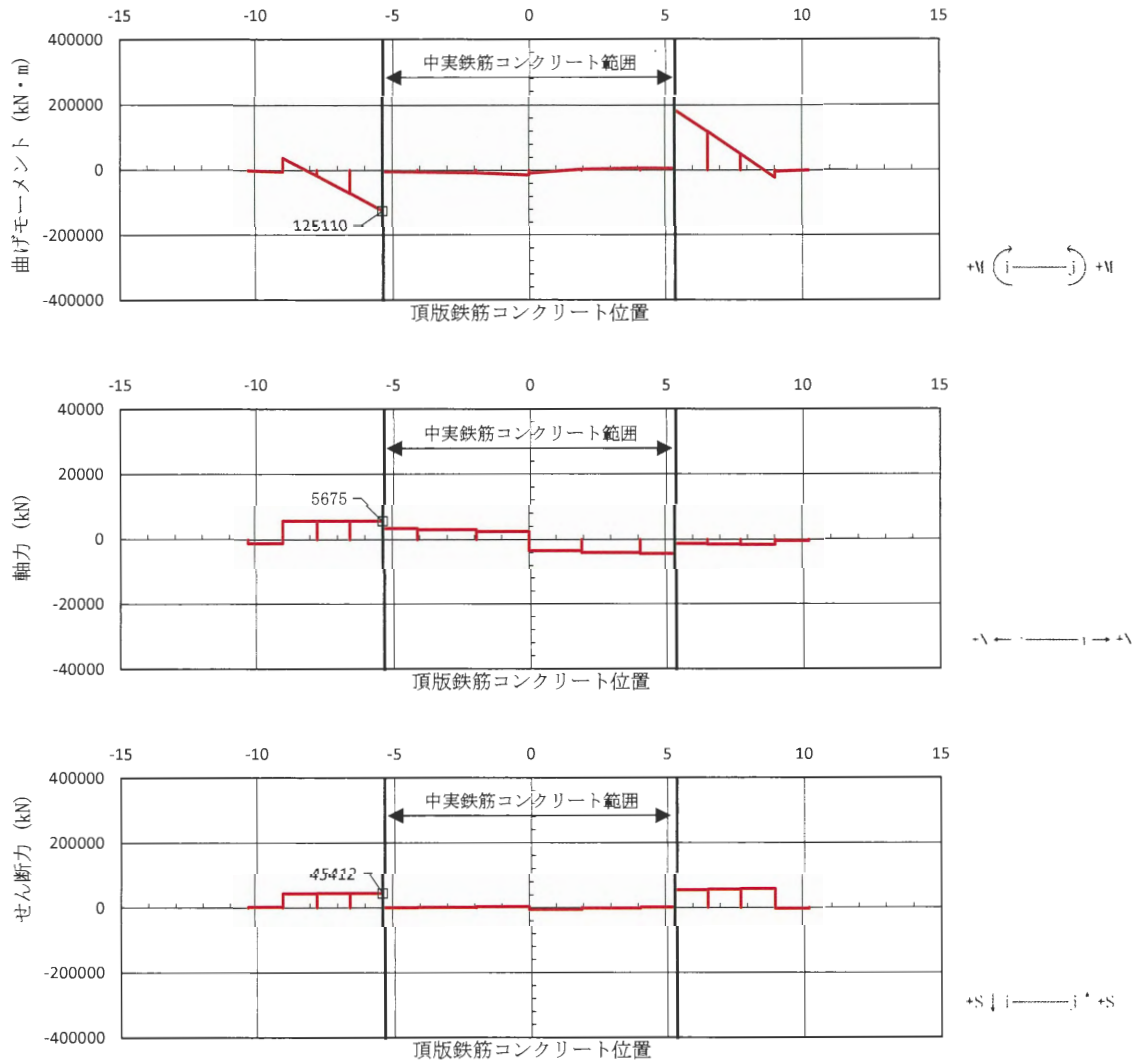 -15 -10 -5 0 5 10 15
400000
200000
0
-200000
-400000
曲げモーメント (kN・m)
中実鉄筋コンクリート範囲
125110
頂版鉄筋コンクリート位置
+M i j +M
-15 -10 -5 0 5 10 15
40000
20000
0
-20000
-40000
軸力 (kN)
中実鉄筋コンクリート範囲
5675
頂版鉄筋コンクリート位置
-15 -10 -5 0 5 10 15
400000
200000
0
-200000
-400000
せん断力 (kN)
中実鉄筋コンクリート範囲
45412
頂版鉄筋コンクリート位置
+S i j +S